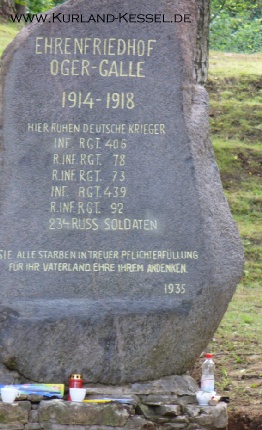 www.Kurland-Kessel.de
EHRENFRIEDHOF
OGER-GALLE
1914-1918
HIER RUHEN DEUTSCHE KRIEGER
INF. RGT. 406
R.INF.RGT. 78
R.INF.RGT. 73
INF. RGT. 439
R.INF.RGT. 92
234 RUSS SOLDATEN
SIE ALLE STARBEN IN TREUER PFLICHTERFÜLLUNG
FÜR IHR VATERLAND. EHRE IHREM ANDENKEN.
1935